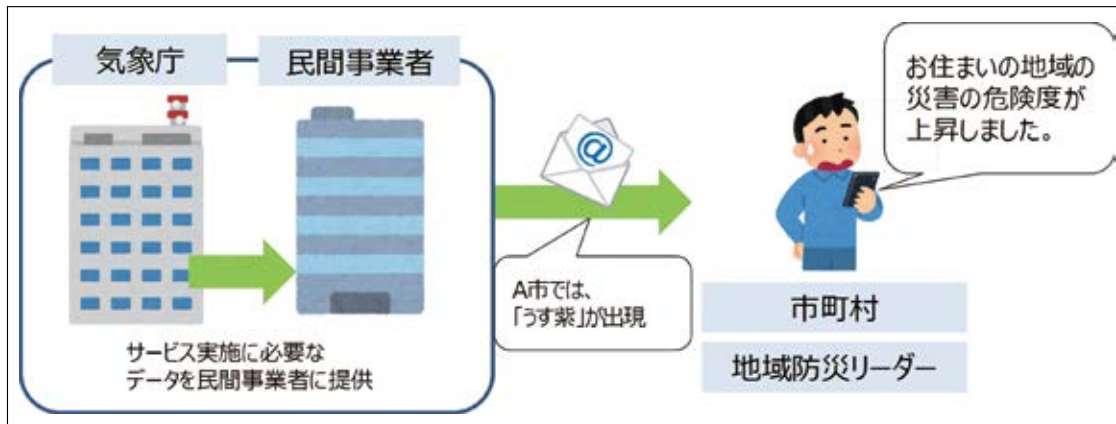 気象庁
民間事業者
サービス実施に必要な
データを民間事業者に提供
@
A市では、
「うす紫」が出現
お住まいの地域の
災害の危険度が
上昇しました。
市町村
地域防災リーダー